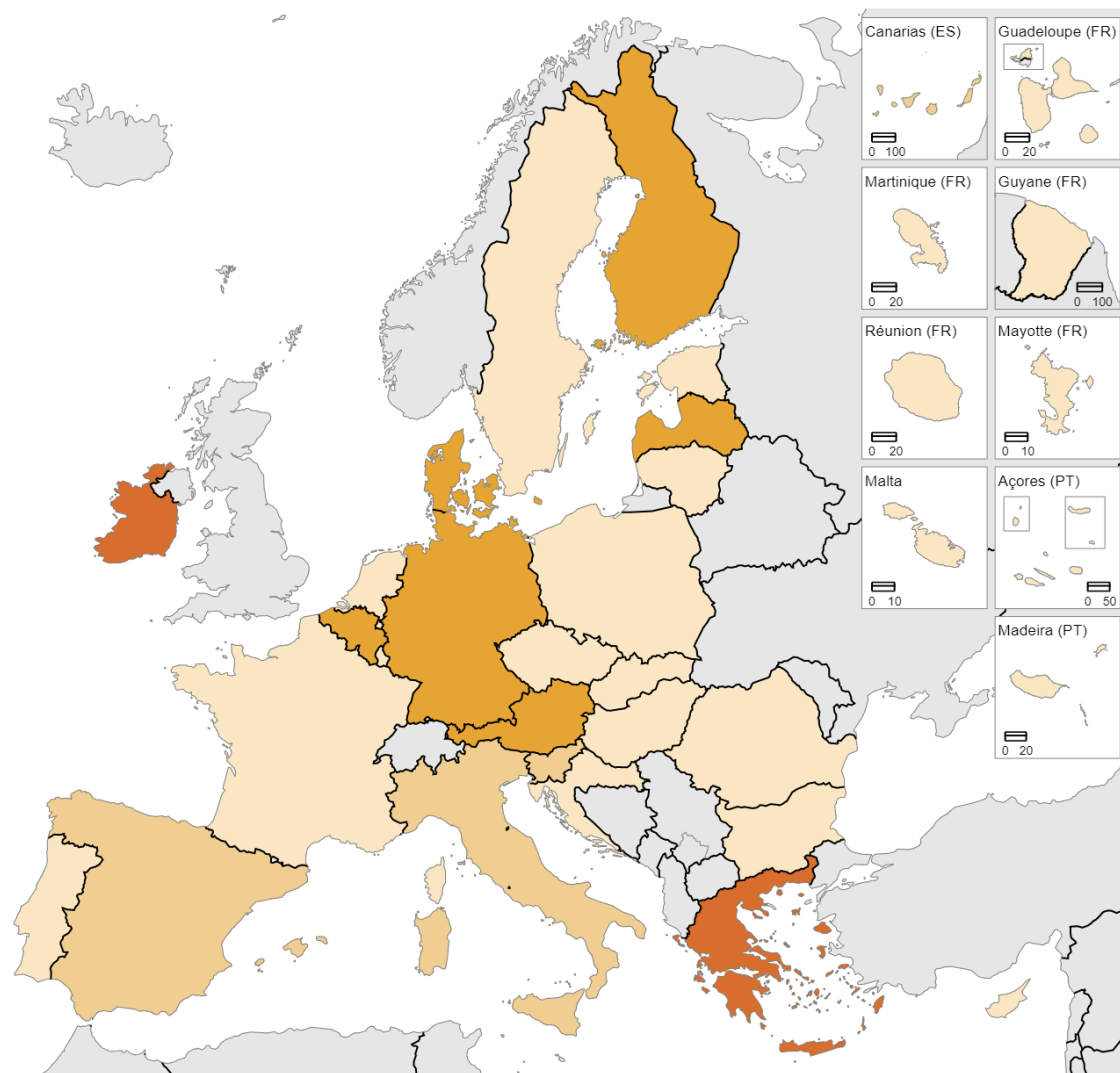 Canarias (ES)
0 100
Guadeloupe (FR)
0 20
Martinique (FR)
0 20
Guyane (FR)
0 100
Réunion (FR)
0 20
Mayotte (FR)
0 10
Malta
0 10
Açores (PT)
0 50
Madeira (PT)
0 20